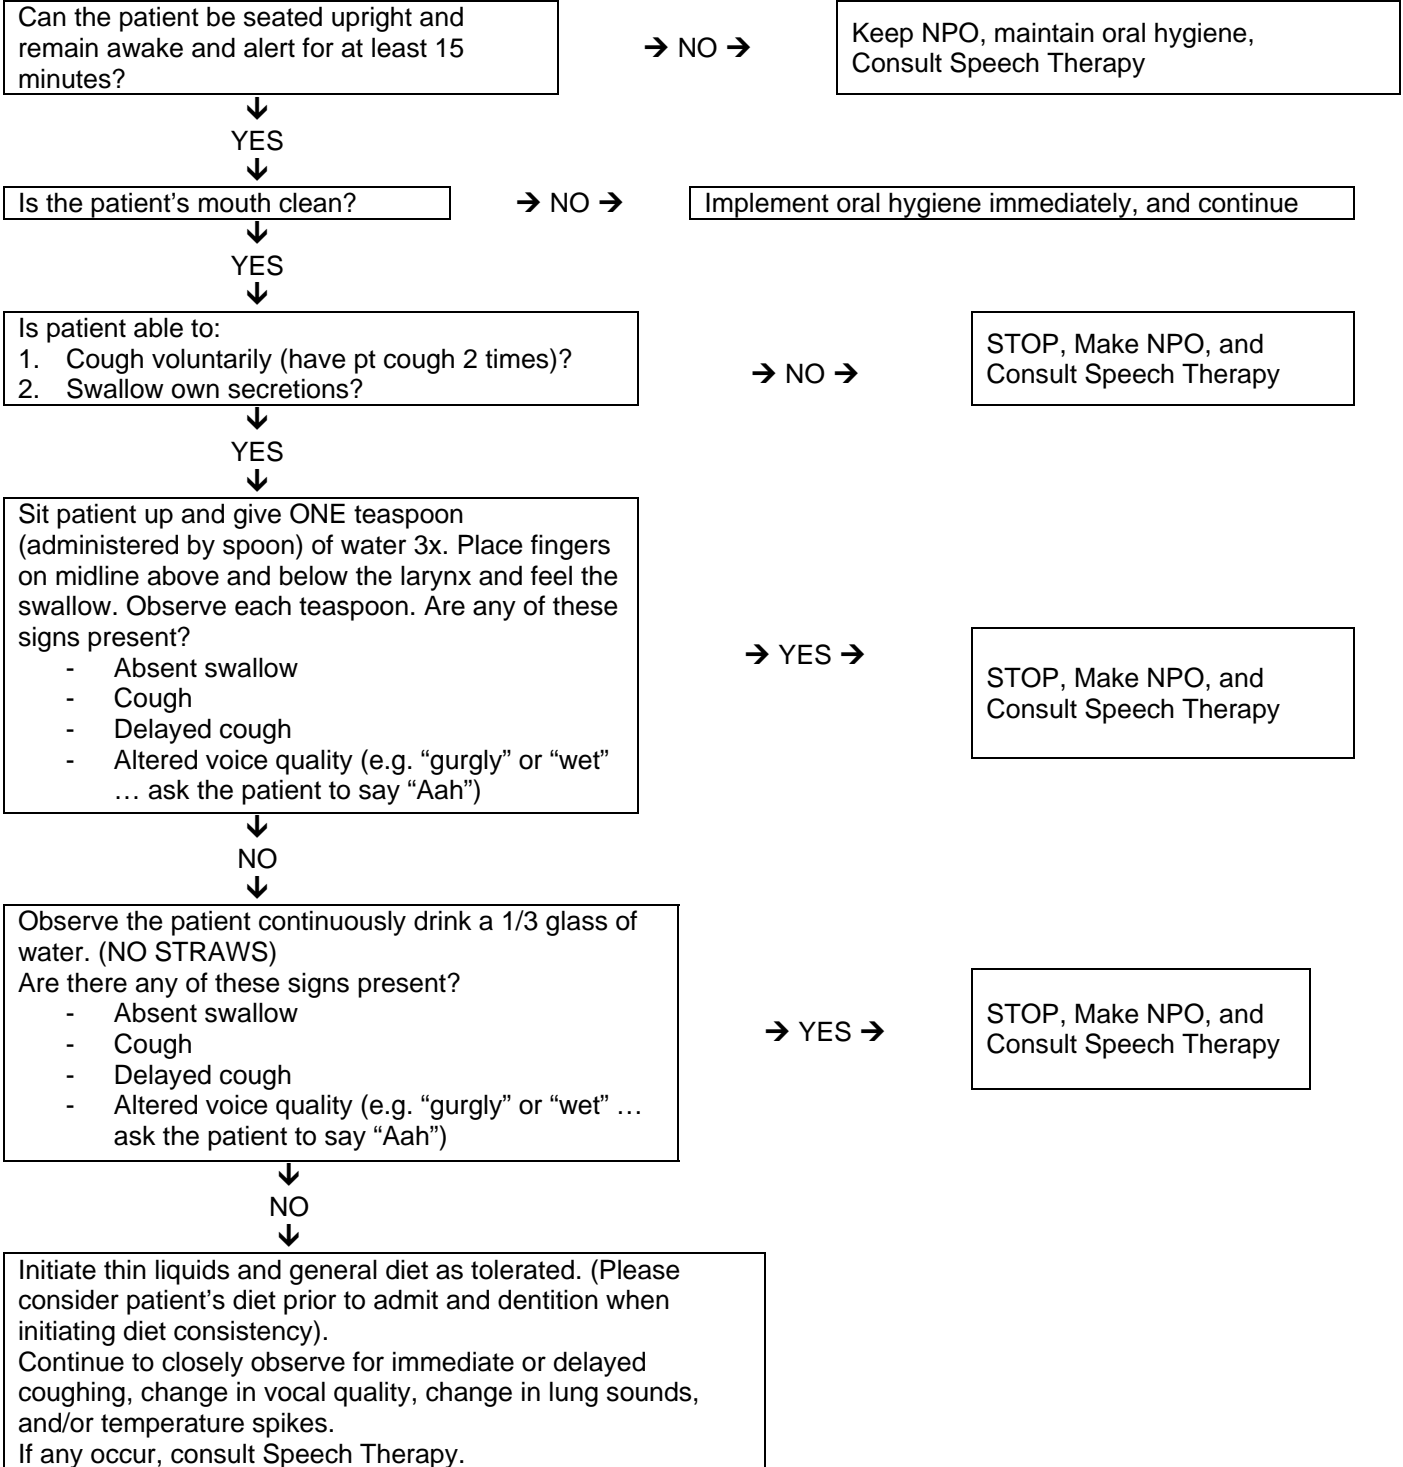 Can the patient be seated upright and
remain awake and alert for at least 15
minutes?
→ NO →
Keep NPO, maintain oral hygiene,
Consult Speech Therapy
↓
YES
↓
Is the patient’s mouth clean?
→ NO →
Implement oral hygiene immediately, and continue
↓
YES
↓
Is patient able to:
1. Cough voluntarily (have pt cough 2 times)?
2. Swallow own secretions?
→ NO →
STOP, Make NPO, and
Consult Speech Therapy
↓
YES
↓
Sit patient up and give ONE teaspoon
(administered by spoon) of water 3x. Place fingers
on midline above and below the larynx and feel the
swallow. Observe each teaspoon. Are any of these
signs present?
- Absent swallow
- Cough
- Delayed cough
- Altered voice quality (e.g. “gurgly” or “wet”
… ask the patient to say “Aah”)
→ YES →
STOP, Make NPO, and
Consult Speech Therapy
↓
NO
↓
Observe the patient continuously drink a 1/3 glass of
water. (NO STRAWS)
Are there any of these signs present?
- Absent swallow
- Cough
- Delayed cough
- Altered voice quality (e.g. “gurgly” or “wet” …
ask the patient to say “Aah”)
→ YES →
STOP, Make NPO, and
Consult Speech Therapy
↓
NO
↓
Initiate thin liquids and general diet as tolerated. (Please
consider patient’s diet prior to admit and dentition when
initiating diet consistency).
Continue to closely observe for immediate or delayed
coughing, change in vocal quality, change in lung sounds,
and/or temperature spikes.
If any occur, consult Speech Therapy.